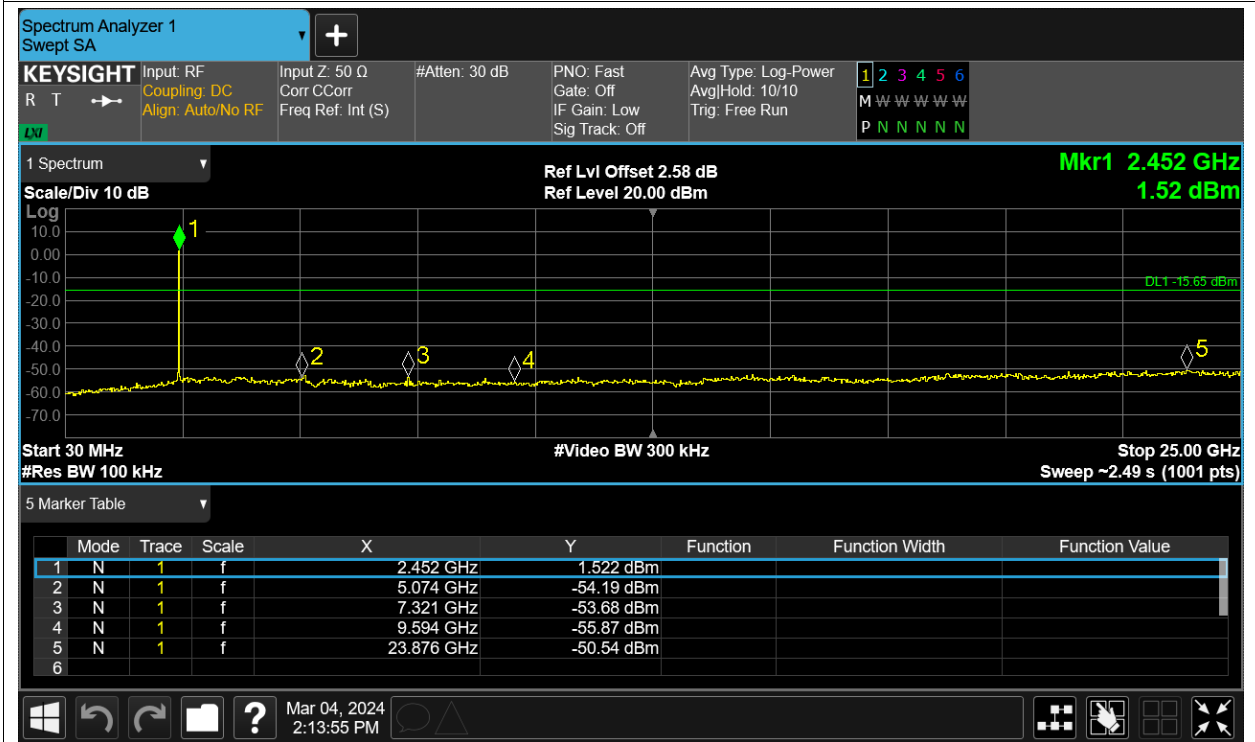 Spectrum Analyzer 1
Swept SA
+
KEYSIGHT Input: RF Input Z: 50 Ω #Atten: 30 dB PNO: Fast Avg Type: Log-Power 1 2 3 4 5 6
R T Coupling: DC Corr CCorr Gate: Off Avg|Hold: 10/10 M W W W W W
Align: Auto/No RF Freq Ref: Int (S) IF Gain: Low Trig: Free Run
LXI Sig Track: Off P N N N N N
1 Spectrum Ref Lvl Offset 2.58 dB Mkr1 2.452 GHz
Scale/Div 10 dB Ref Level 20.00 dBm 1.52 dBm
Log
10.0 1
0.00
-10.0 DL1 -15.65 dBm
-20.0
-30.0
-40.0 2 3 4 5
-50.0
-60.0
-70.0
Start 30 MHz #Video BW 300 kHz Stop 25.00 GHz
#Res BW 100 kHz Sweep ~2.49 s (1001 pts)
5 Marker Table
Mode Trace Scale X Y Function Function Width Function Value
1 N 1 f 2.452 GHz 1.522 dBm
2 N 1 f 5.074 GHz -54.19 dBm
3 N 1 f 7.321 GHz -53.68 dBm
4 N 1 f 9.594 GHz -55.87 dBm
5 N 1 f 23.876 GHz -50.54 dBm
6
? Mar 04, 2024
2:13:55 PM